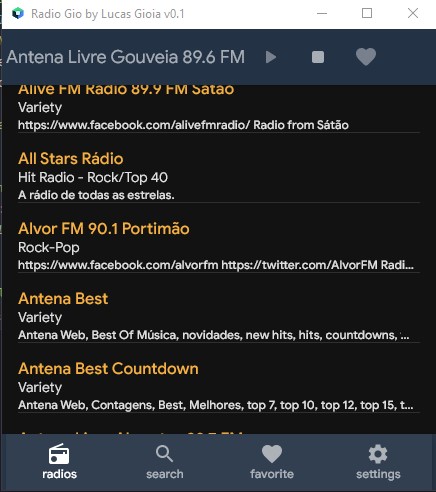 Radio Gio by Lucas Gioia v0.1
Antena Livre Gouveia 89.6 FM
Alive FM Radio 89.9 FM Satao
Variety
https://www.facebook.com/alivefmradio/ Radio from Sátão
All Stars Rádio
Hit Radio - Rock/Top 40
A rádio de todas as estrelas.
Alvor FM 90.1 Portimão
Rock-Pop
https://www.facebook.com/alvorfm https://twitter.com/AlvorFM Radi...
Antena Best
Variety
Antena Web, Best Of Música, novidades, new hits, hits, countdowns, ...
Antena Best Countdown
Variety
Antena Web, Contagens, Best, Melhores, top 7, top 10, top 12, top 15, t...
radios
search
favorite
settings